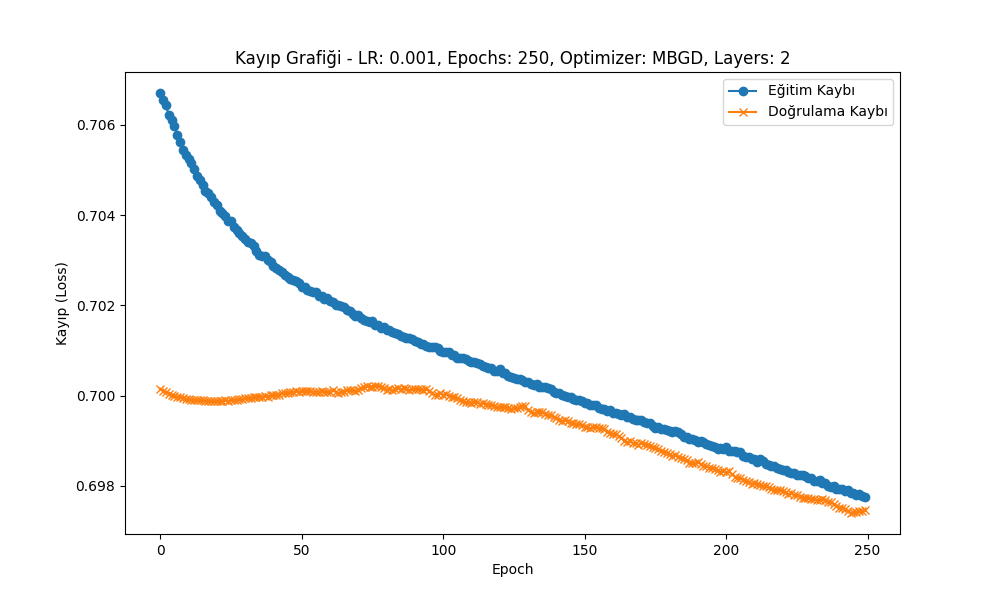 Kayıp Grafiği - LR: 0.001, Epochs: 250, Optimizer: MBGD, Layers: 2
Eğitim Kaybı
Doğrulama Kaybı
Kayıp (Loss)
0.706
0.704
0.702
0.700
0.698
0
50
100
150
200
250
Epoch